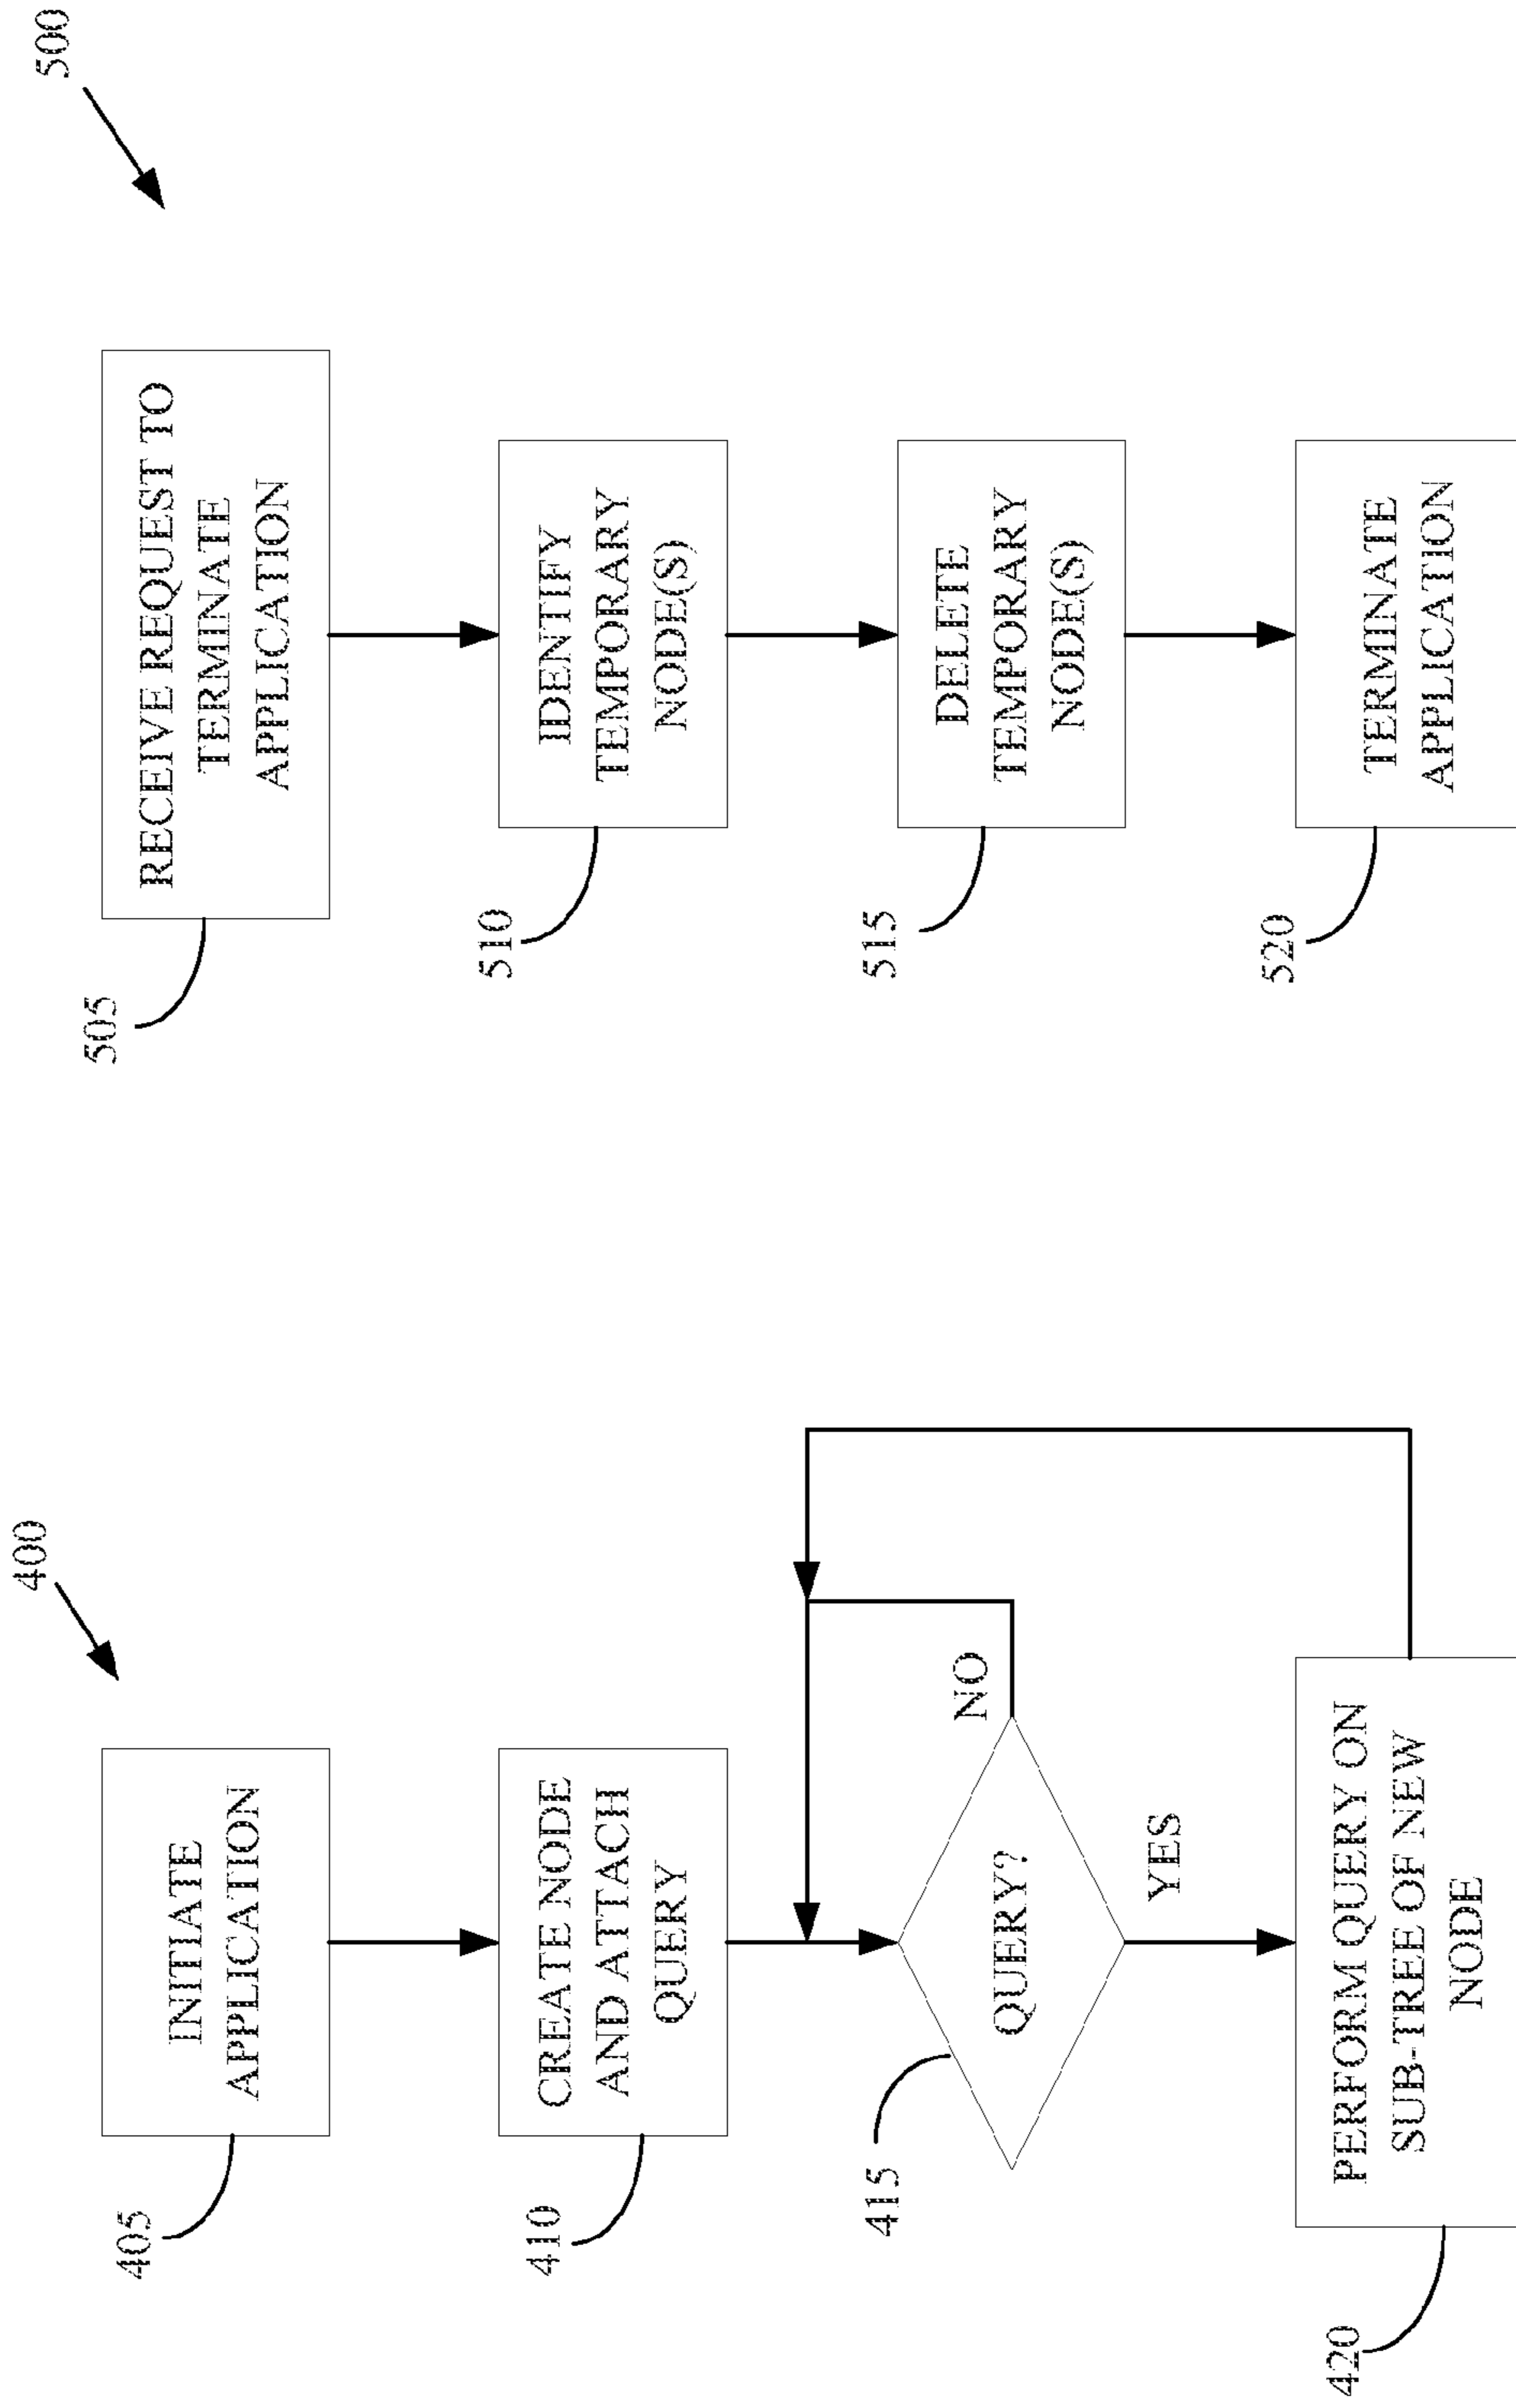 400
405
INITIATE
APPLICATION
410
CREATE NODE
AND ATTACH
QUERY
415
QUERY?
NO
YES
420
PERFORM QUERY ON
SUB-TREE OF NEW
NODE
500
505
RECEIVE REQUEST TO
TERMINATE
APPLICATION
510
IDENTIFY
TEMPORARY
NODE(S)
515
DELETE
TEMPORARY
NODE(S)
520
TERMINATE
APPLICATION